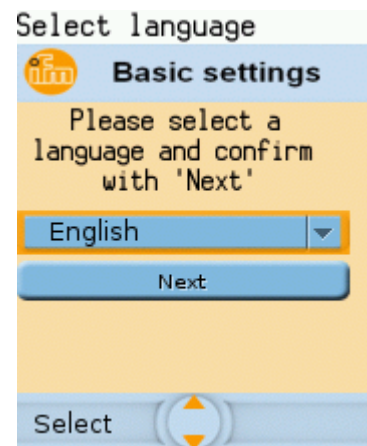 Select language
ifm
Basic settings
Please select a
language and confirm
with 'Next'
English
Next
Select